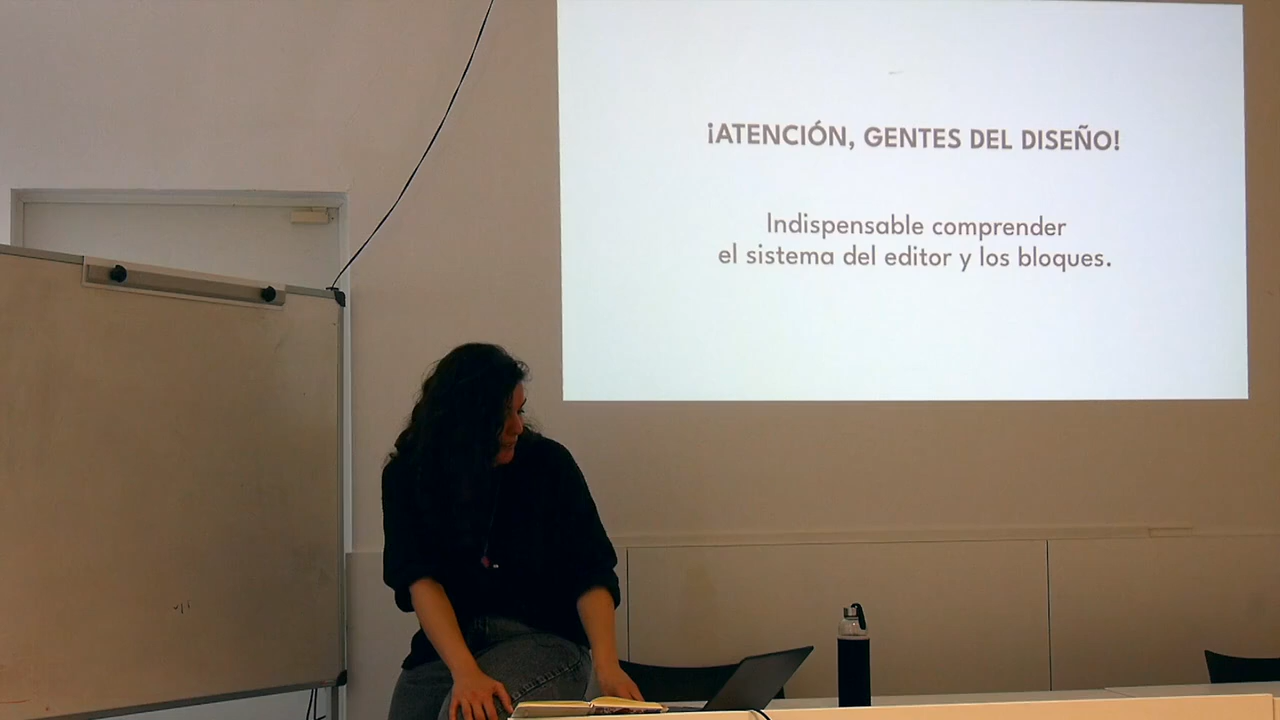 ¡ATENCIÓN, GENTES DEL DISEÑO!
Indispensable comprender
el sistema del editor y los bloques.